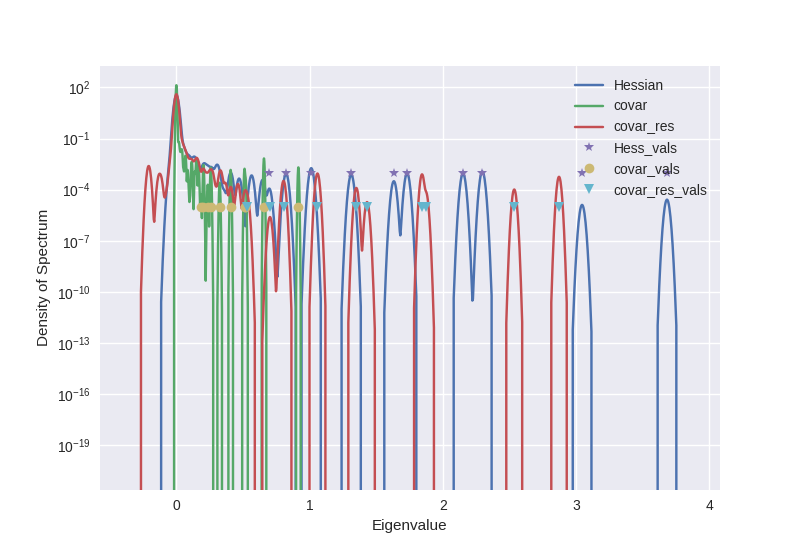 10^2
10^−1
10^−4
10^−7
10^−10
10^−13
10^−16
10^−19
Density of Spectrum
0 1 2 3 4
Eigenvalue
Hessian
covar
covar_res
Hess_vals
covar_vals
covar_res_vals